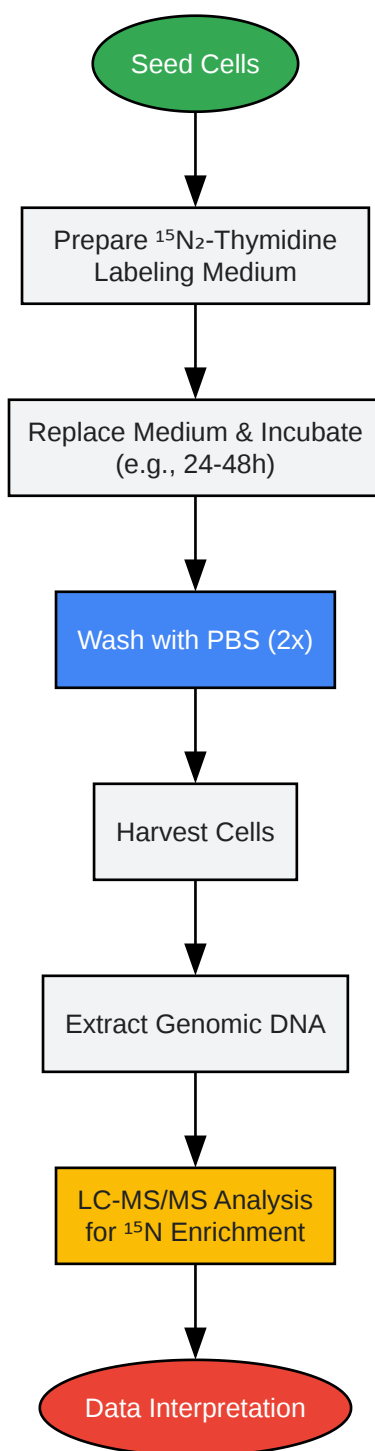 Seed Cells
Prepare ¹⁵N₂-Thymidine
Labeling Medium
Replace Medium & Incubate
(e.g., 24-48h)
Wash with PBS (2x)
Harvest Cells
Extract Genomic DNA
LC-MS/MS Analysis
for ¹⁵N Enrichment
Data Interpretation